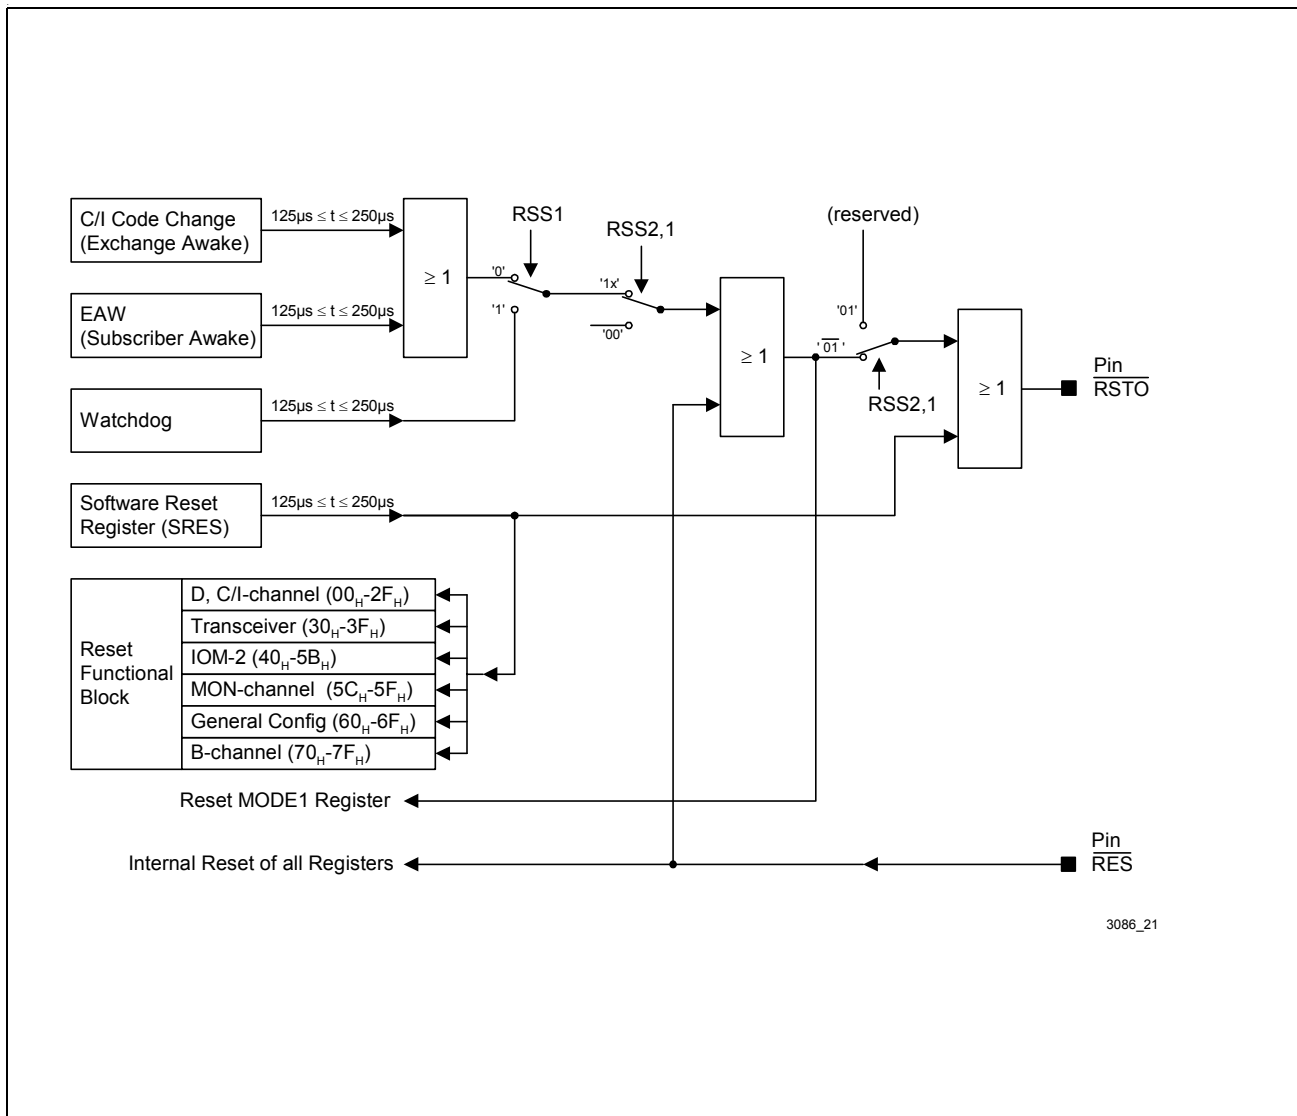 C/I Code Change
(Exchange Awake)
125µs ≤ t ≤ 250µs
EAW
(Subscriber Awake)
125µs ≤ t ≤ 250µs
Watchdog
125µs ≤ t ≤ 250µs
Software Reset
Register (SRES)
125µs ≤ t ≤ 250µs
≥ 1
RSS1
'0'
'1'
RSS2,1
'1x'
'00'
≥ 1
(reserved)
'01'
'01'
RSS2,1
≥ 1
Pin
RSTO
Reset
Functional
Block
D, C/I-channel (00H-2FH)
Transceiver (30H-3FH)
IOM-2 (40H-5BH)
MON-channel (5CH-5FH)
General Config (60H-6FH)
B-channel (70H-7FH)
Reset MODE1 Register
Internal Reset of all Registers
Pin
RES
3086_21